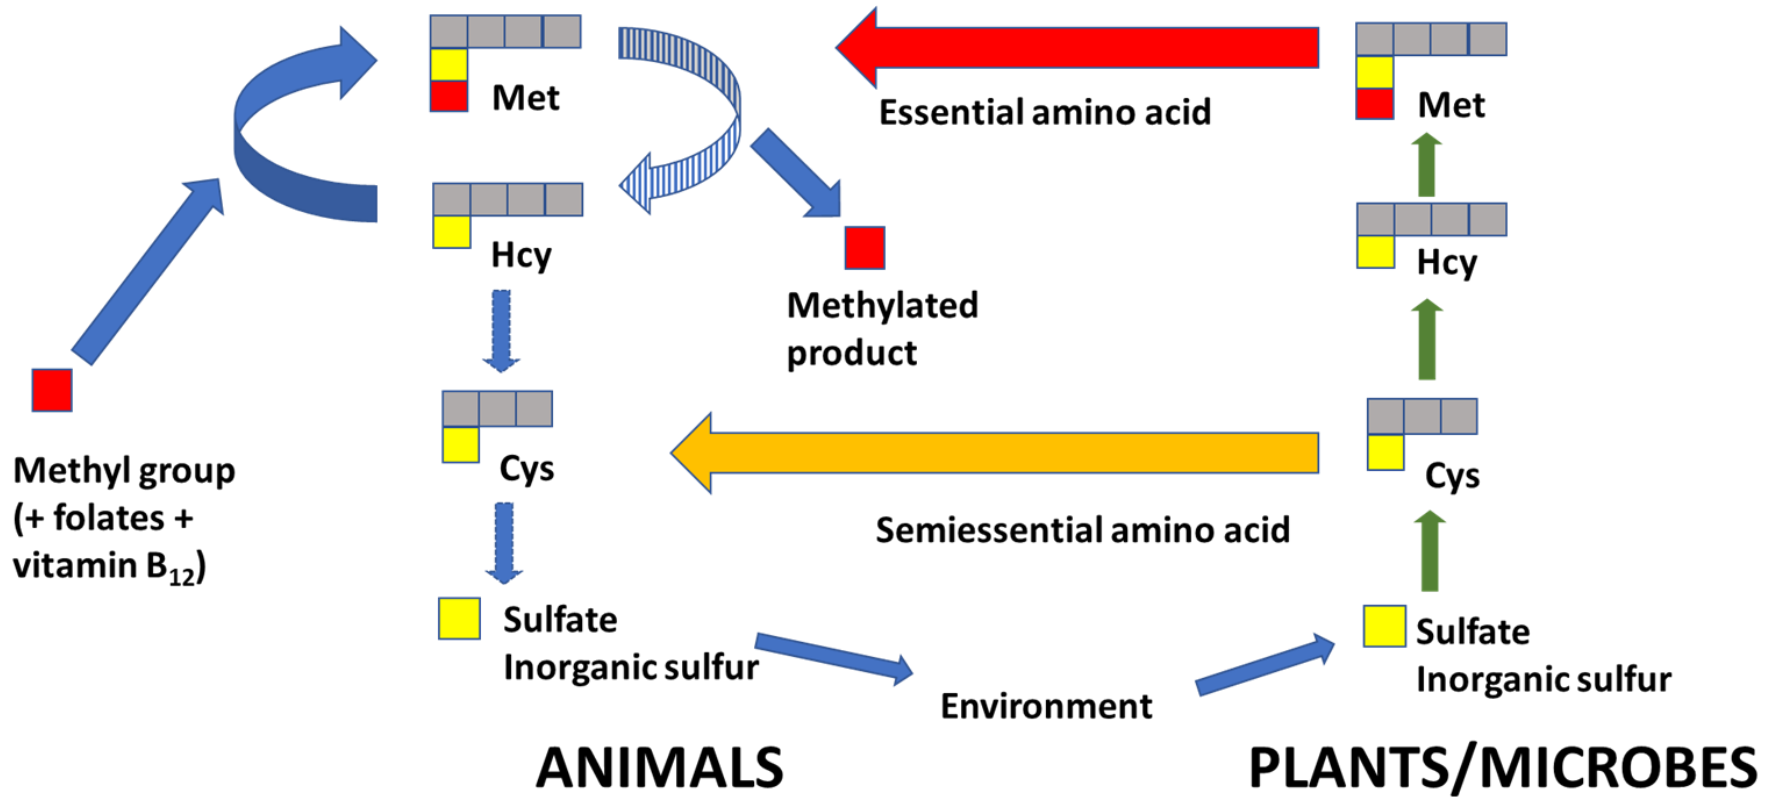 Met
Essential amino acid
Met
Hcy
Hcy
Methylated
product
Methyl group
(+ folates +
vitamin B₁₂)
Cys
Cys
Semiessential amino acid
Sulfate
Inorganic sulfur
Sulfate
Inorganic sulfur
Environment
ANIMALS
PLANTS/MICROBES